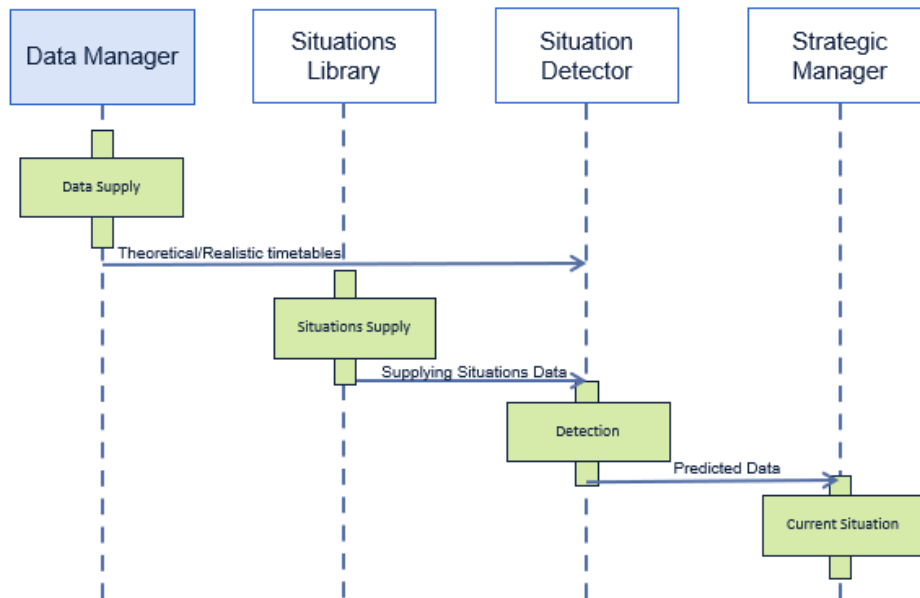 Data Manager
Situations
Library
Situation
Detector
Strategic
Manager
Data Supply
Theoretical/Realistic timetables
Situations Supply
Supplying Situations Data
Detection
Predicted Data
Current Situation